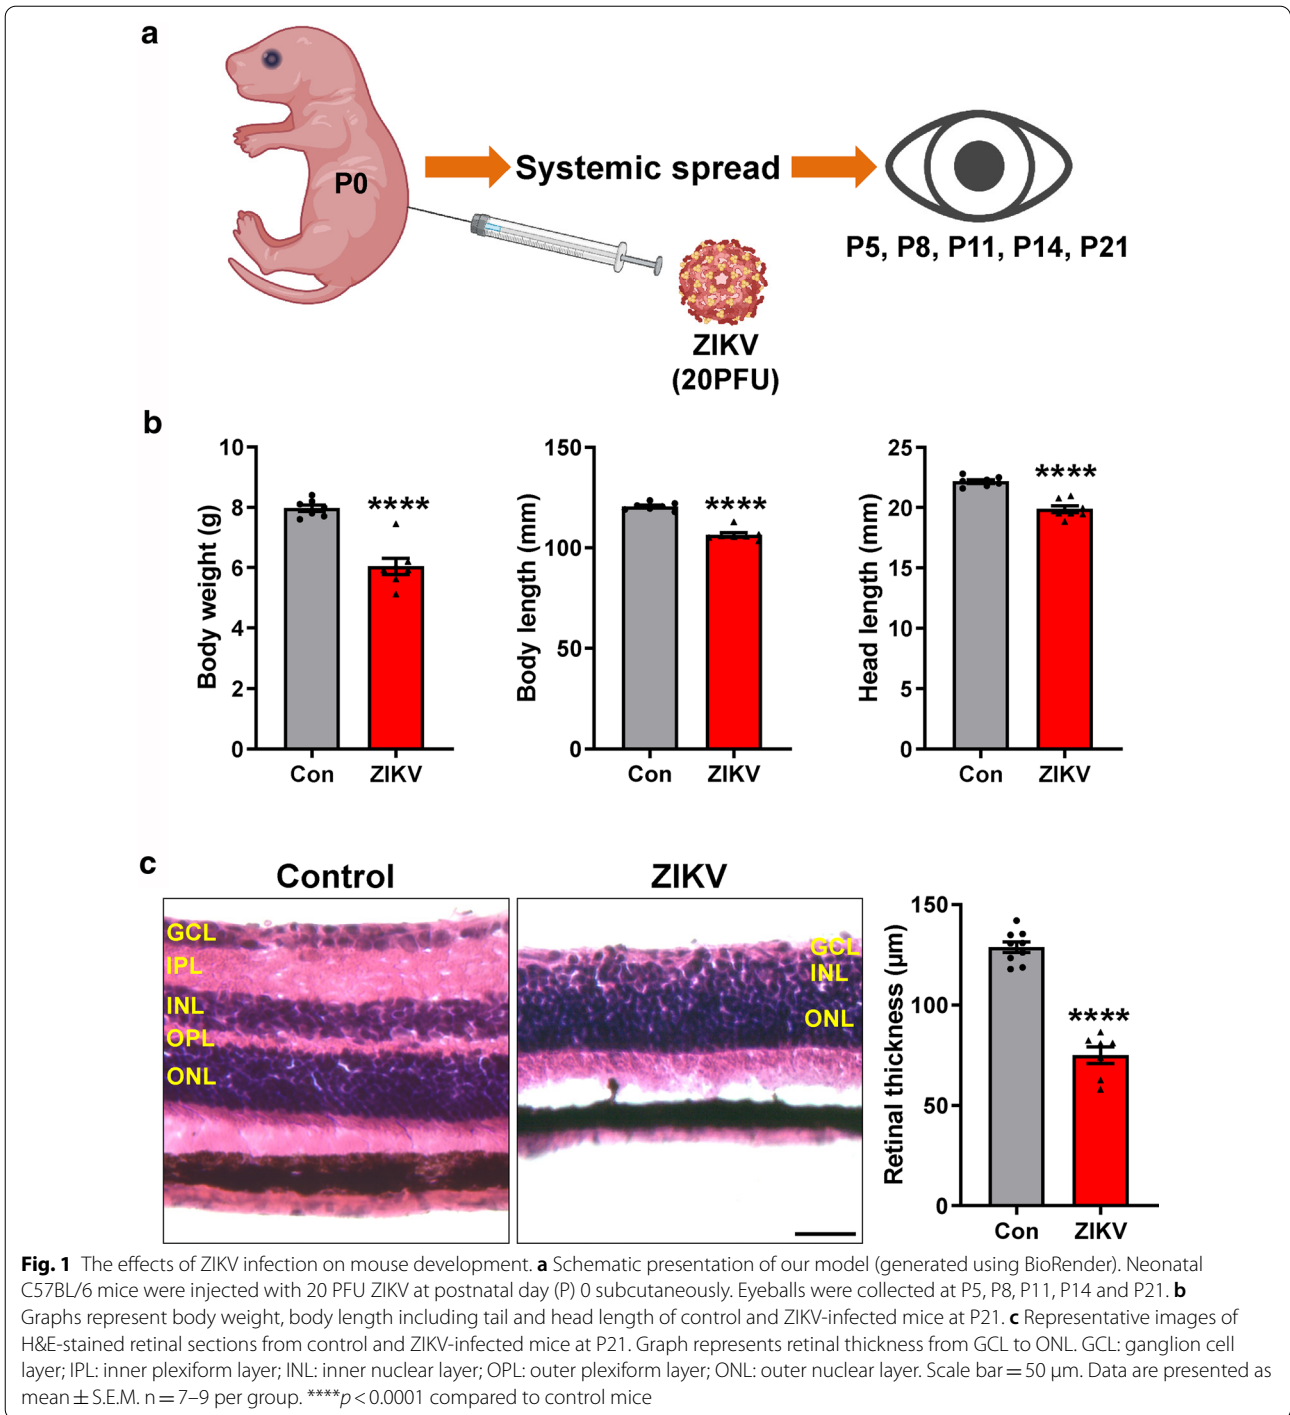 a
P0
Systemic spread
P5, P8, P11, P14, P21
ZIKV
(20PFU)
b
Body weight (g)
10
8
6
4
2
0
****
Con
ZIKV
Body length (mm)
150
100
50
0
****
Con
ZIKV
Head length (mm)
25
20
15
10
5
0
****
Con
ZIKV
c
Control
GCL
IPL
INL
OPL
ONL
ZIKV
GCL
INL
ONL
Retinal thickness (µm)
150
100
50
0
****
Con
ZIKV
Fig. 1 The effects of ZIKV infection on mouse development. a Schematic presentation of our model (generated using BioRender). Neonatal
C57BL/6 mice were injected with 20 PFU ZIKV at postnatal day (P) 0 subcutaneously. Eyeballs were collected at P5, P8, P11, P14 and P21. b
Graphs represent body weight, body length including tail and head length of control and ZIKV-infected mice at P21. c Representative images of
H&E-stained retinal sections from control and ZIKV-infected mice at P21. Graph represents retinal thickness from GCL to ONL. GCL: ganglion cell
layer; IPL: inner plexiform layer; INL: inner nuclear layer; OPL: outer plexiform layer; ONL: outer nuclear layer. Scale bar = 50 µm. Data are presented as
mean ± S.E.M. n = 7–9 per group. ****p < 0.0001 compared to control mice